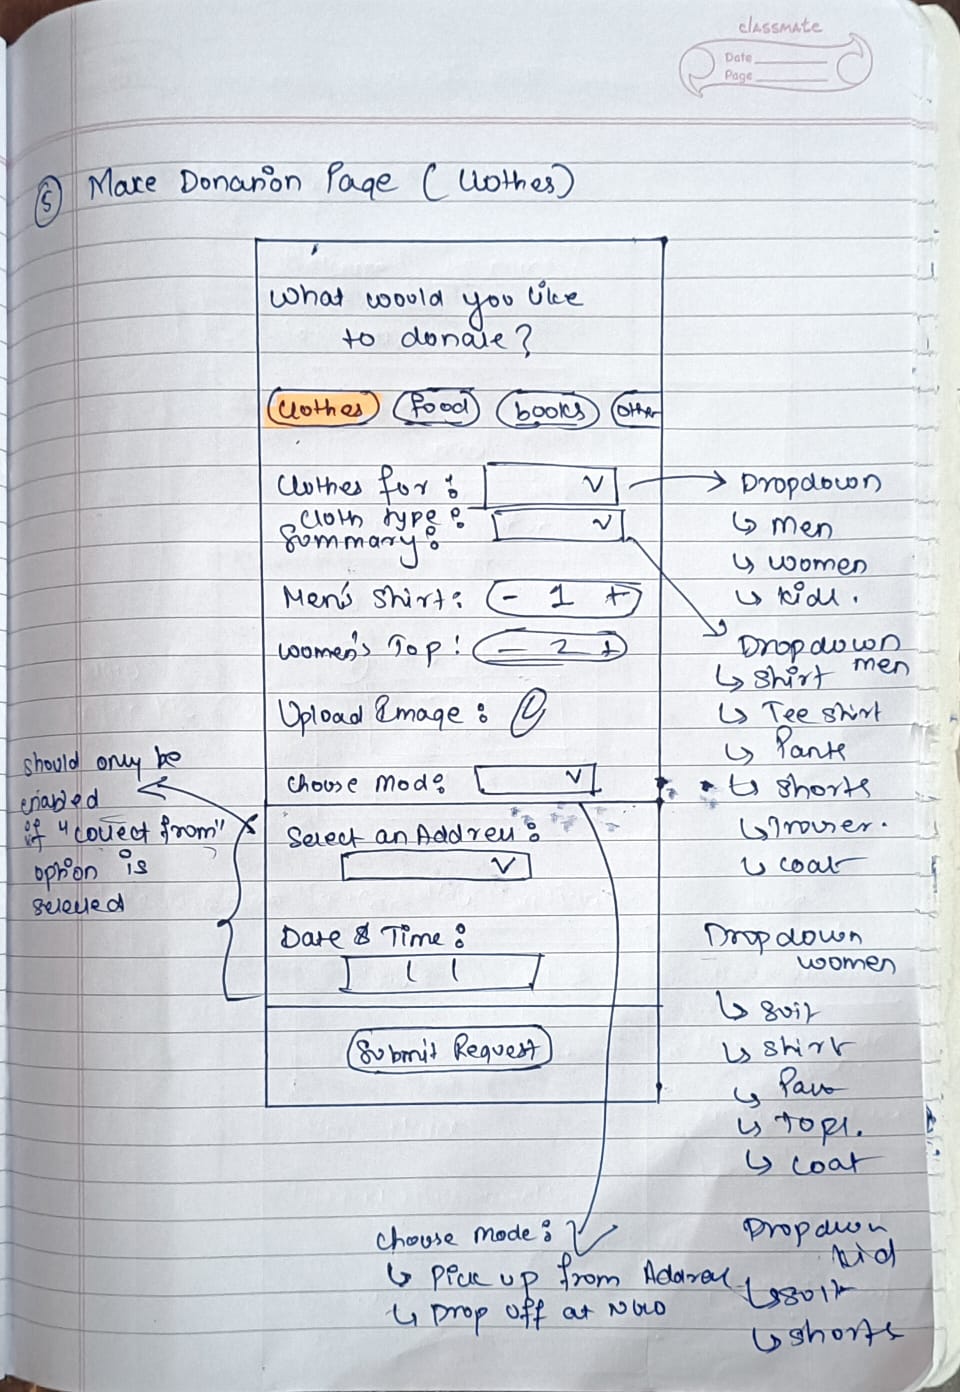 classmate
Date
Page
5 Make Donation Page (Clothes)
What would you like
to donate?
Clothes food books Other
Clothes for :
Cloth type :
Summary :
Men's Shirt : - 1 +
Women's Top : - 2 +
Upload Image :
Choose Mode :
Select an Address :
Date & Time :
Submit Request
should only be
enabled
if "collect from"
option is
selected
Dropdown
↳ men
↳ women
↳ kids.
Dropdown
men
↳ Shirt
↳ Tee shirt
↳ Pants
↳ shorts
↳ Trouser.
↳ coat
Dropdown
women
↳ suit
↳ shirt
↳ Tops.
↳ coat
Dropdown
kid
↳ suit
↳ shorts
Choose mode :
↳ Pick up from Address
↳ Drop off at NGO